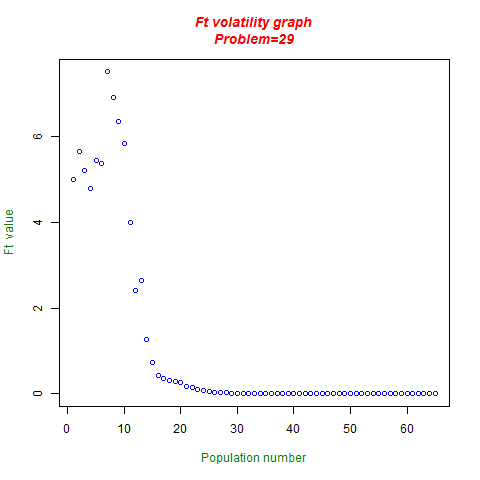 Ft volatility graph
Problem=29
Ft value
6
4
2
0
0 10 20 30 40 50 60
Population number